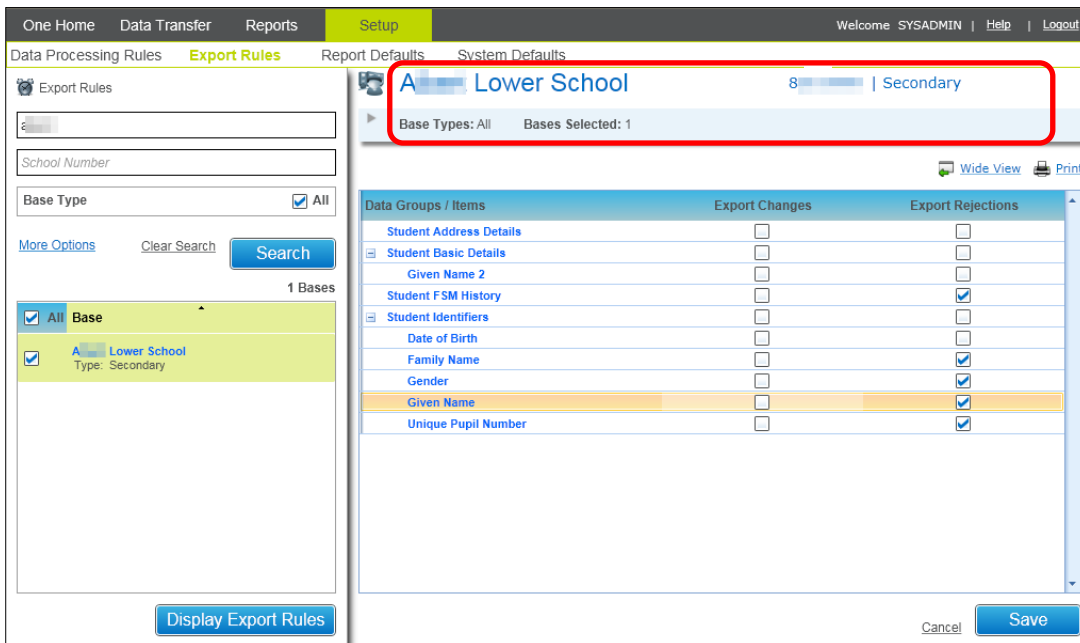 One Home Data Transfer Reports Setup Welcome SYSADMIN | Help | Logout
Data Processing Rules Export Rules Report Defaults System Defaults
Export Rules
School Number
Base Type All
More Options Clear Search Search
1 Bases
All Base
A Lower School
Type: Secondary
Display Export Rules
A Lower School 8 | Secondary
Base Types: All Bases Selected: 1
Wide View Print
Data Groups / Items Export Changes Export Rejections
Student Address Details
Student Basic Details
Given Name 2
Student FSM History
Student Identifiers
Date of Birth
Family Name
Gender
Given Name
Unique Pupil Number
Cancel Save